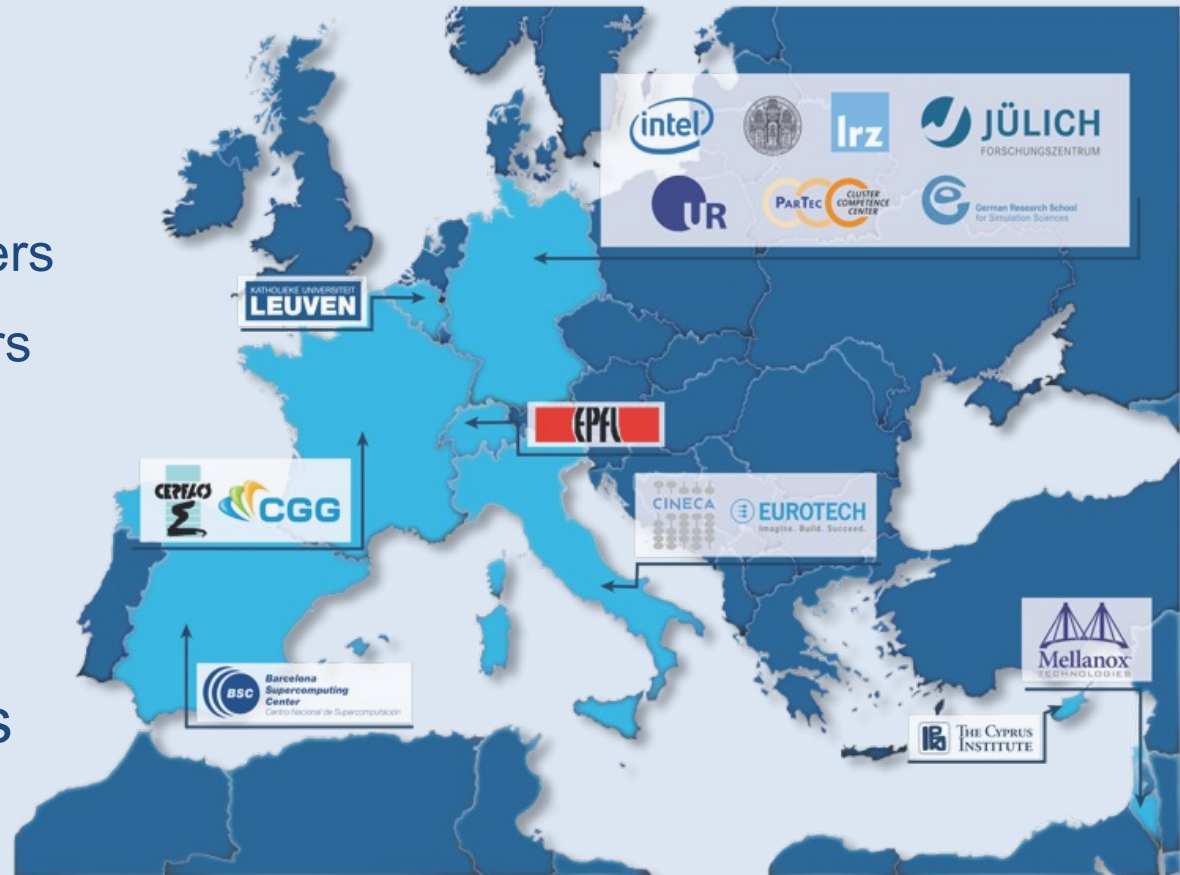 ers
rs
s
intel
lrz
JÜLICH
FORSCHUNGSZENTRUM
UR
PARTEC
CLUSTER
COMPETENCE
CENTER
German Research School
for Simulation Sciences
KATHOLIEKE UNIVERSITEIT
LEUVEN
EPFL
CERFACS
CGG
CINECA
EUROTECH
Imagine. Build. Succeed.
Mellanox
TECHNOLOGIES
THE CYPRUS
INSTITUTE
BSC
Barcelona
Supercomputing
Center
Centro Nacional de Supercomputación